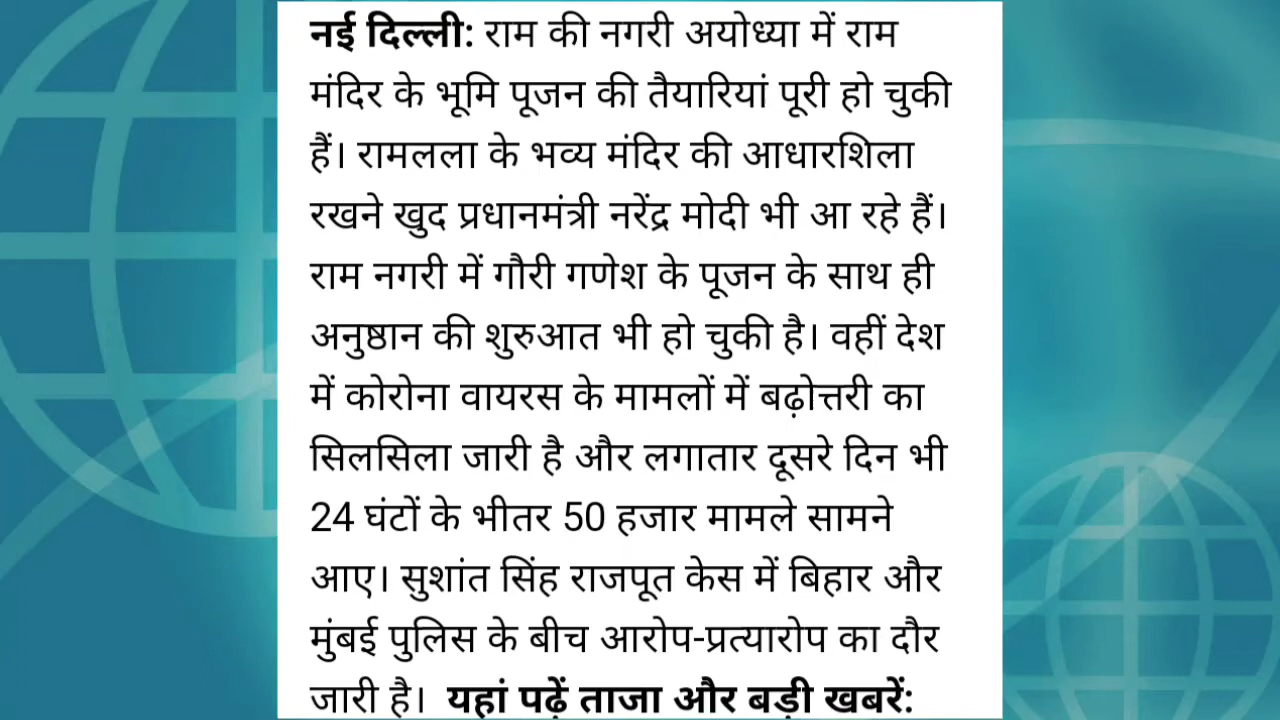 नई दिल्ली: राम की नगरी अयोध्या में राम
मंदिर के भूमि पूजन की तैयारियां पूरी हो चुकी
हैं। रामलला के भव्य मंदिर की आधारशिला
रखने खुद प्रधानमंत्री नरेंद्र मोदी भी आ रहे हैं।
राम नगरी में गौरी गणेश के पूजन के साथ ही
अनुष्ठान की शुरुआत भी हो चुकी है। वहीं देश
में कोरोना वायरस के मामलों में बढ़ोत्तरी का
सिलसिला जारी है और लगातार दूसरे दिन भी
24 घंटों के भीतर 50 हजार मामले सामने
आए। सुशांत सिंह राजपूत केस में बिहार और
मुंबई पुलिस के बीच आरोप-प्रत्यारोप का दौर
जारी है। यहां पढ़ें ताजा और बड़ी खबरें: